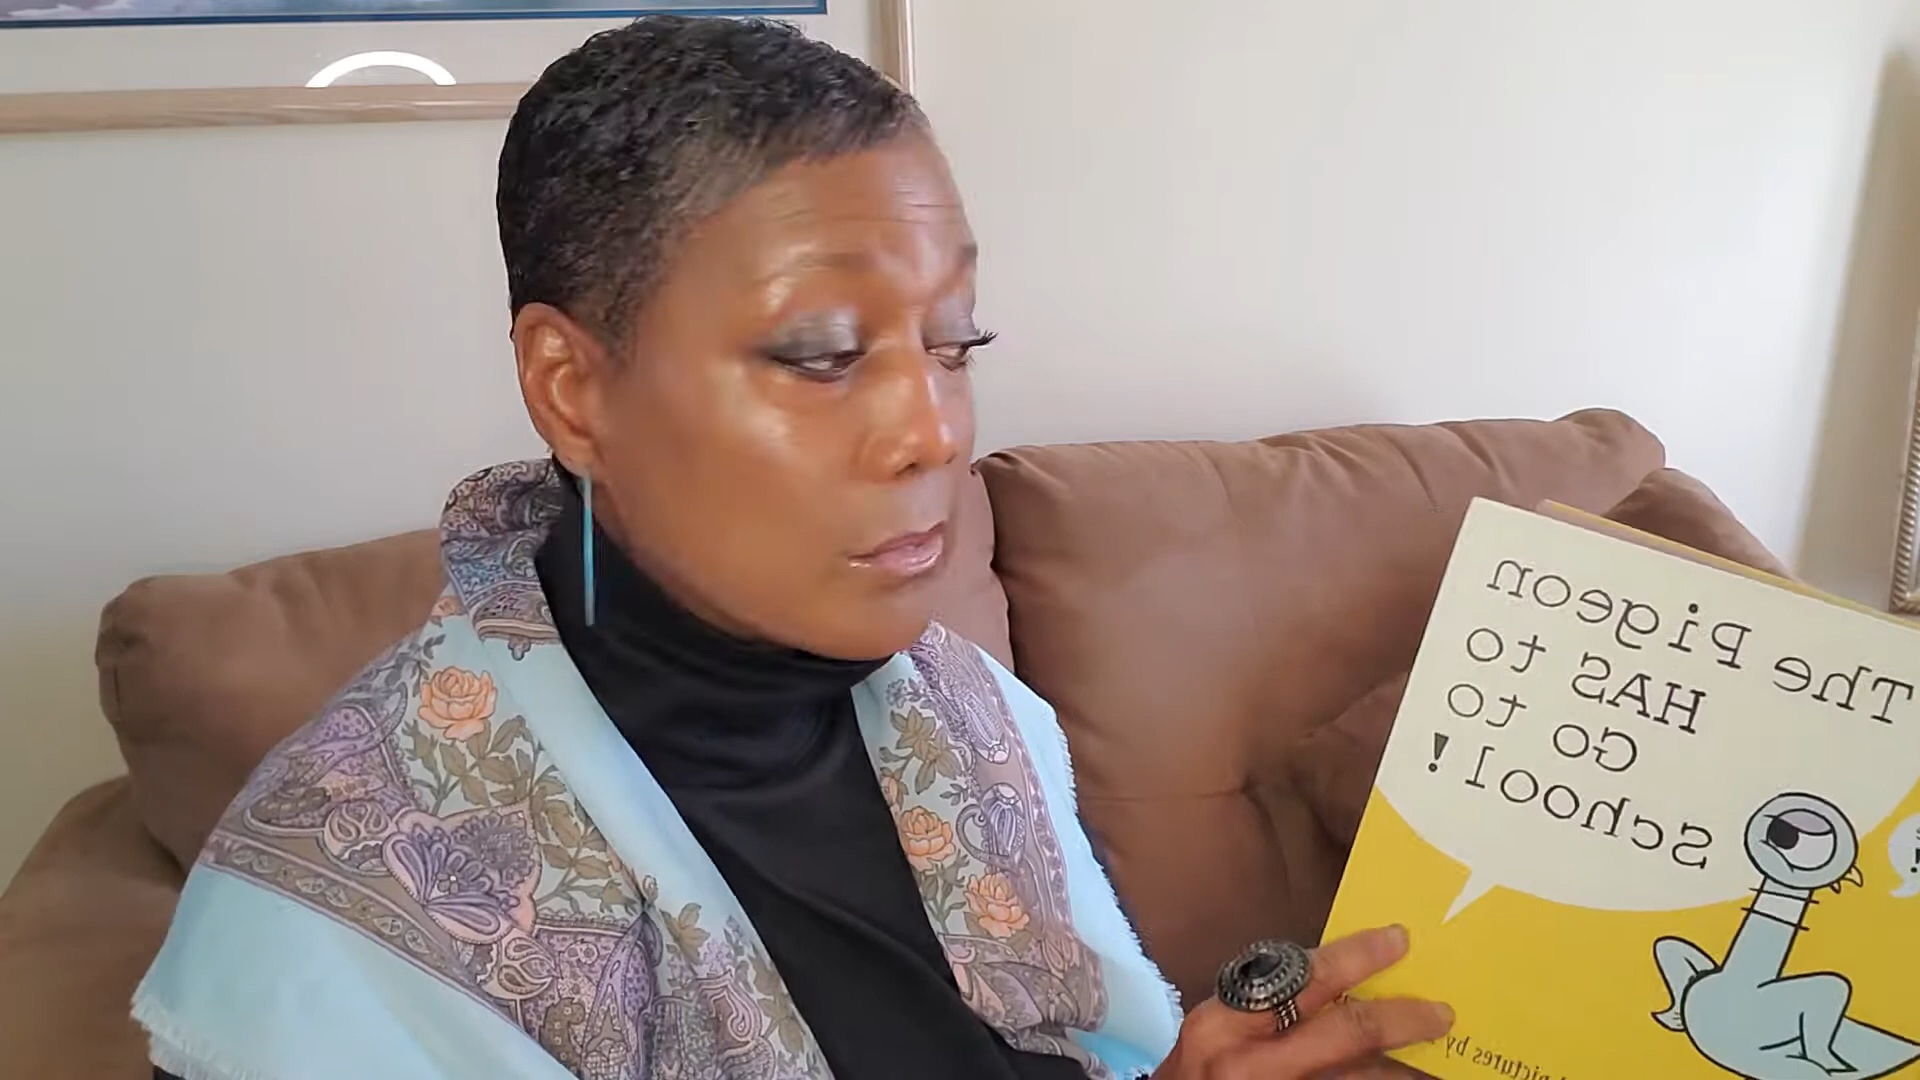 The Pigeon
HAS to
Go to
School!
pictures by